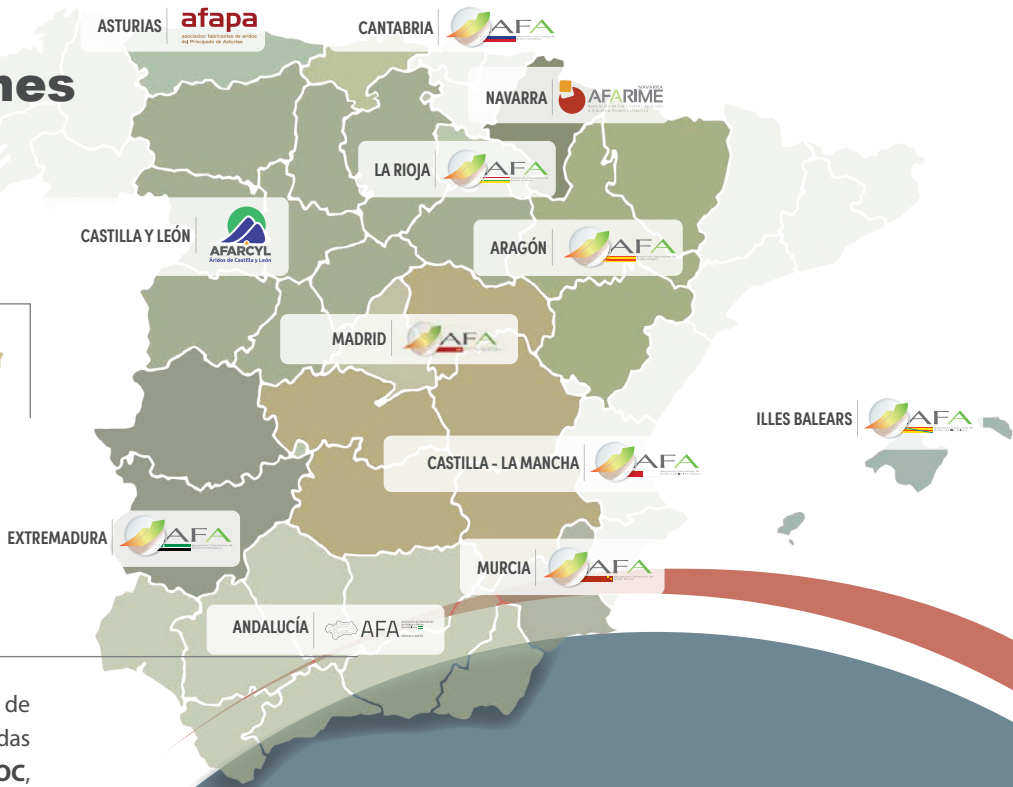 ASTURIAS
afapa
asociacion fabricantes de aridos
del Principado de Asturias
CANTABRIA
AFA
nes
NAVARRA
NAVARRA
AFARIME
LA RIOJA
AFA
CASTILLA Y LEÓN
AFARCYL
Áridos de Castilla y León
ARAGÓN
AFA
MADRID
AFA
ILLES BALEARS
AFA
CASTILLA - LA MANCHA
AFA
EXTREMADURA
AFA
MURCIA
AFA
ANDALUCÍA
AFA
de
das
OC,